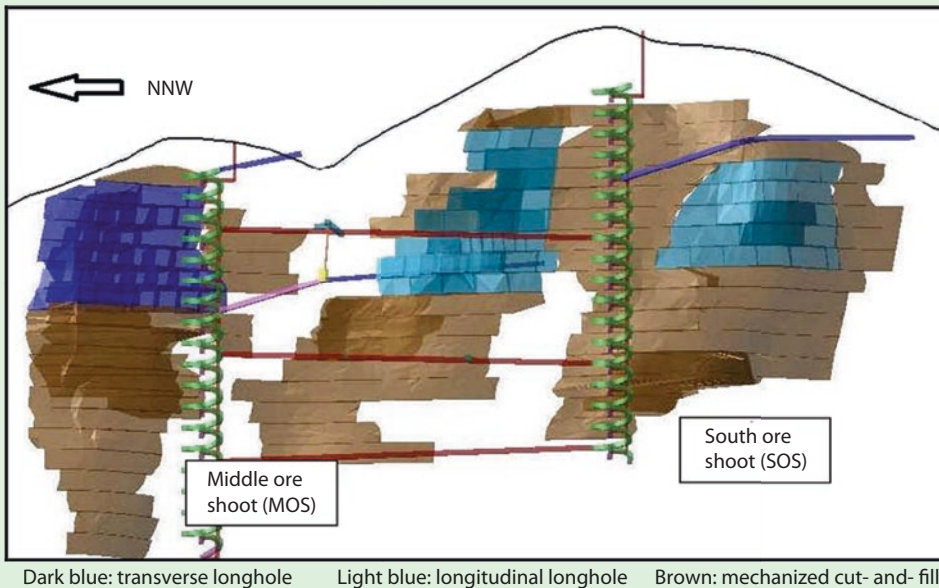 NNW
South ore
shoot (SOS)
Middle ore
shoot (MOS)
Dark blue: transverse longhole Light blue: longitudinal longhole Brown: mechanized cut- and- fill